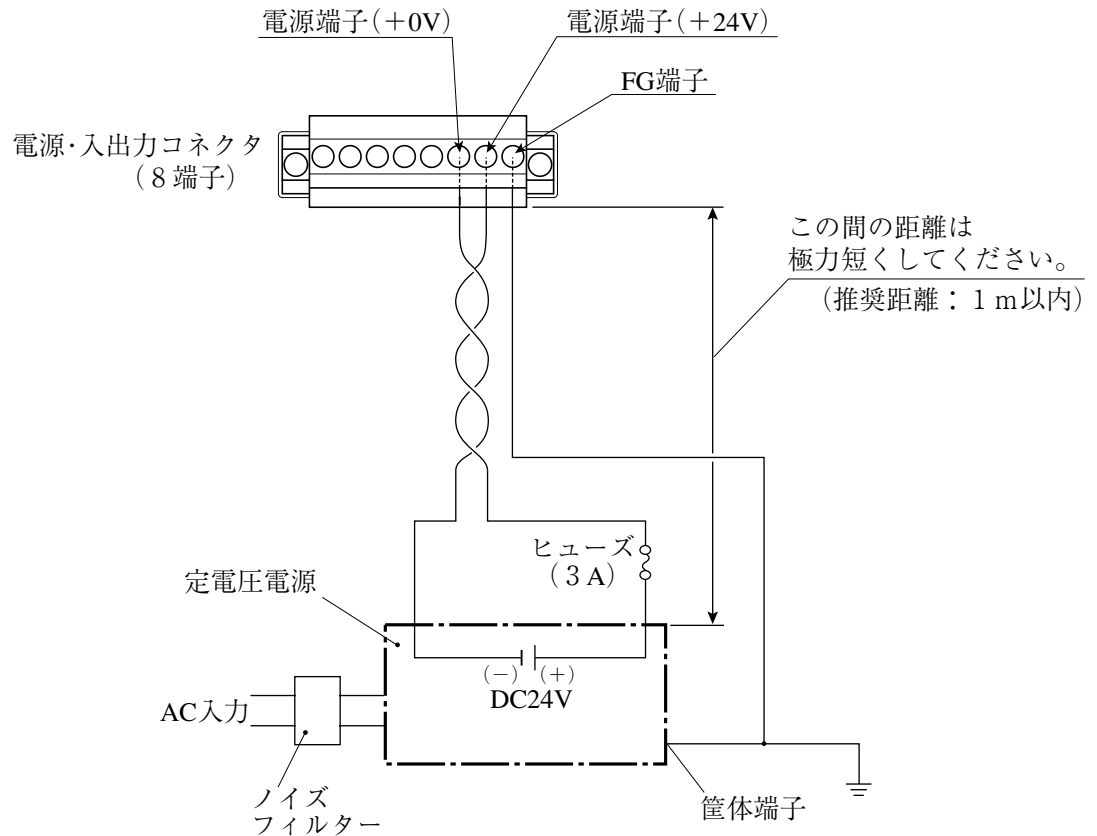 電源端子(＋0V)
電源端子(＋24V)
FG端子
電源・入出力コネクタ
（８端子）
この間の距離は
極力短くしてください。
（推奨距離：１ｍ以内）
ヒューズ
（３A）
定電圧電源
(－) (＋)
DC24V
AC入力
ノイズ
フィルター
筐体端子